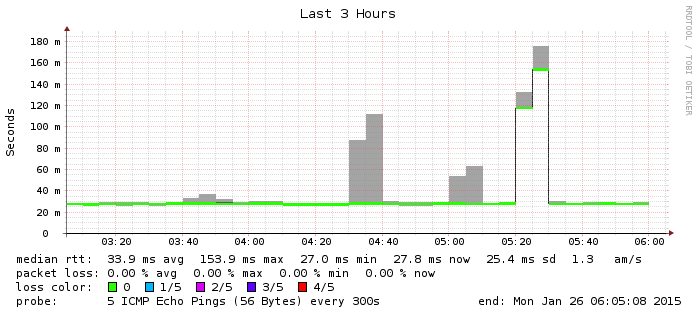 Last 3 Hours
RRDTOOL / TOBI OETIKER
Seconds
180 m
160 m
140 m
120 m
100 m
80 m
60 m
40 m
20 m
0
03:20 03:40 04:00 04:20 04:40 05:00 05:20 05:40 06:00
median rtt: 33.9 ms avg 153.9 ms max 27.0 ms min 27.8 ms now 25.4 ms sd 1.3 am/s
packet loss: 0.00 % avg 0.00 % max 0.00 % min 0.00 % now
loss color: 0 1/5 2/5 3/5 4/5
probe: 5 ICMP Echo Pings (56 Bytes) every 300s end: Mon Jan 26 06:05:08 2015